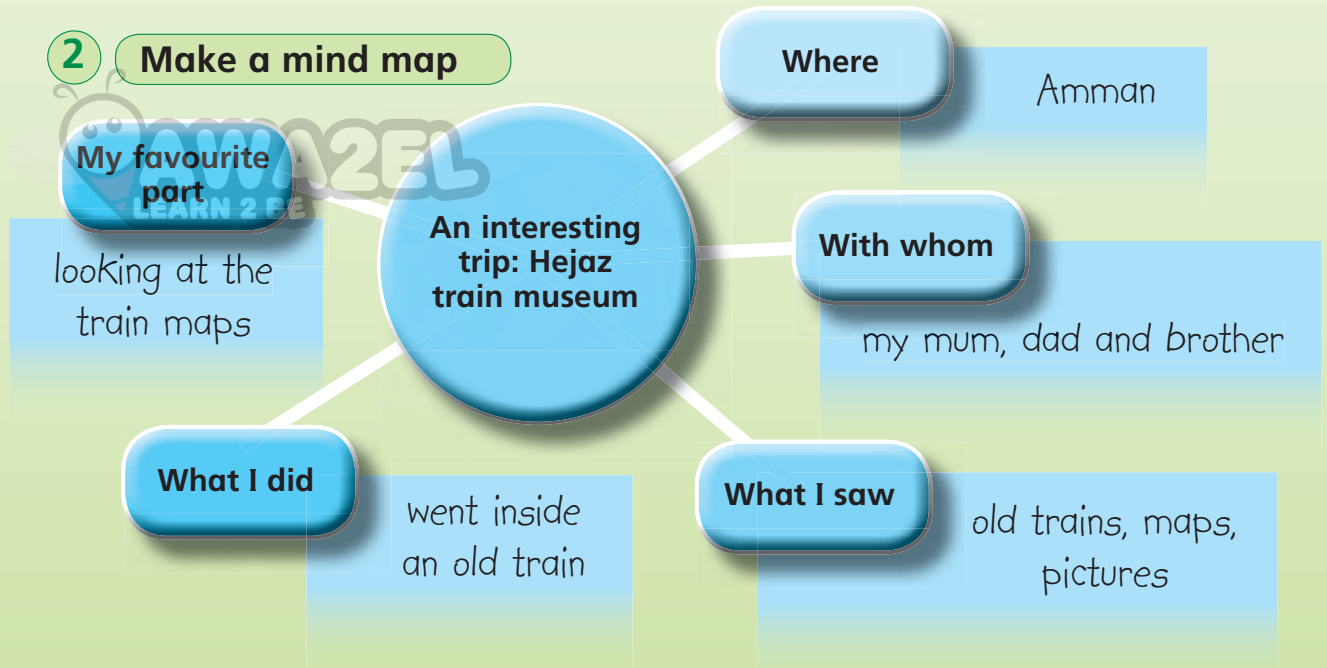 2 Make a mind map
Where
Amman
My favourite
part
AWA2EL
LEARN 2 BE
looking at the
train maps
An interesting
trip: Hejaz
train museum
With whom
my mum, dad and brother
What I did
went inside
an old train
What I saw
old trains, maps,
pictures